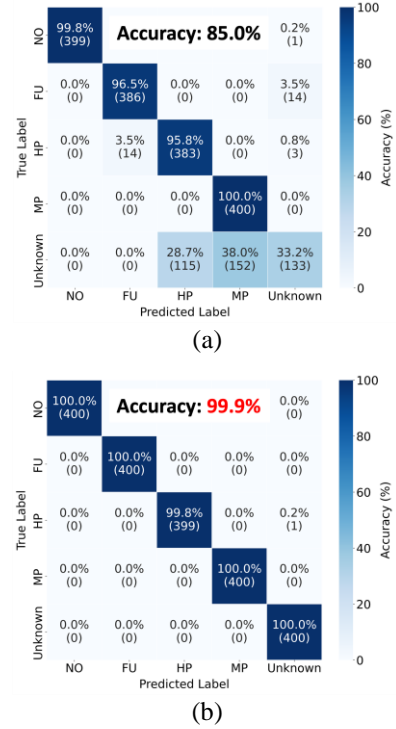 Accuracy: 85.0%
True Label
NO
99.8%
(399)
0.2%
(1)
FU
0.0% 96.5% 0.0% 0.0% 3.5%
(0) (386) (0) (0) (14)
HP
0.0% 3.5% 95.8% 0.0% 0.8%
(0) (14) (383) (0) (3)
MP
0.0% 0.0% 0.0% 100.0% 0.0%
(0) (0) (0) (400) (0)
Unknown
0.0% 0.0% 28.7% 38.0% 33.2%
(0) (0) (115) (152) (133)
NO FU HP MP Unknown
Predicted Label
100
80
60
40
20
0
Accuracy (%)
(a)
Accuracy: 99.9%
True Label
NO
100.0%
(400)
0.0%
(0)
FU
0.0% 100.0% 0.0% 0.0% 0.0%
(0) (400) (0) (0) (0)
HP
0.0% 0.0% 99.8% 0.0% 0.2%
(0) (0) (399) (0) (1)
MP
0.0% 0.0% 0.0% 100.0% 0.0%
(0) (0) (0) (400) (0)
Unknown
0.0% 0.0% 0.0% 0.0% 100.0%
(0) (0) (0) (0) (400)
NO FU HP MP Unknown
Predicted Label
100
80
60
40
20
0
Accuracy (%)
(b)